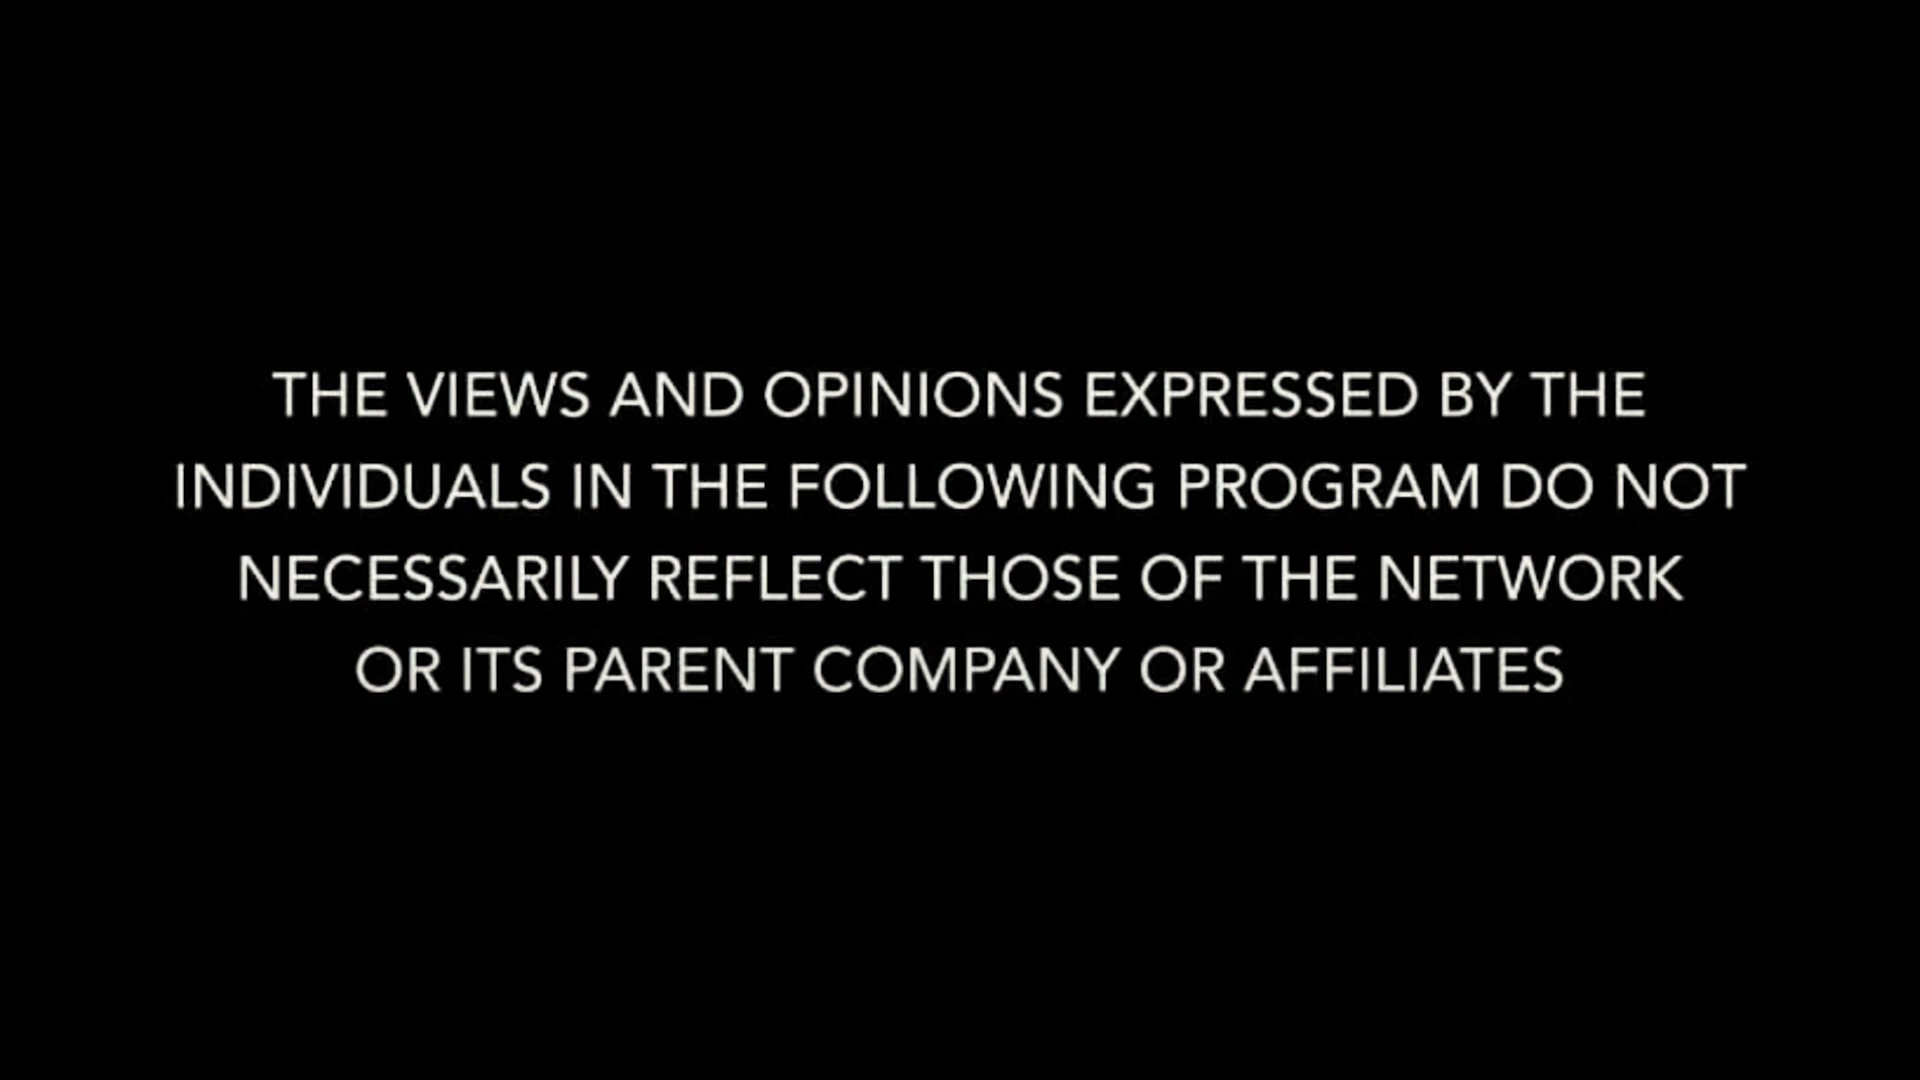 THE VIEWS AND OPINIONS EXPRESSED BY THE
INDIVIDUALS IN THE FOLLOWING PROGRAM DO NOT
NECESSARILY REFLECT THOSE OF THE NETWORK
OR ITS PARENT COMPANY OR AFFILIATES